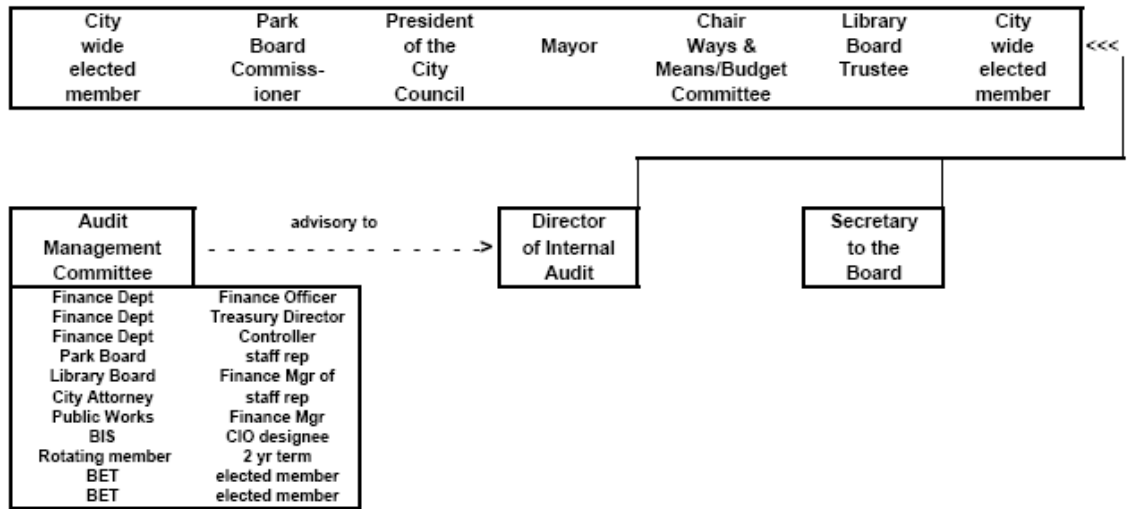 City Park President Chair Library City
wide Board of the Mayor Ways & Board wide <<<
elected Commiss- City Means/Budget Trustee elected
member ioner Council Committee member
Audit advisory to Director Secretary
Management - - - - - - - - - - - - - - -> of Internal to the
Committee Audit Board
Finance Dept Finance Officer
Finance Dept Treasury Director
Finance Dept Controller
Park Board staff rep
Library Board Finance Mgr of
City Attorney staff rep
Public Works Finance Mgr
BIS CIO designee
Rotating member 2 yr term
BET elected member
BET elected member